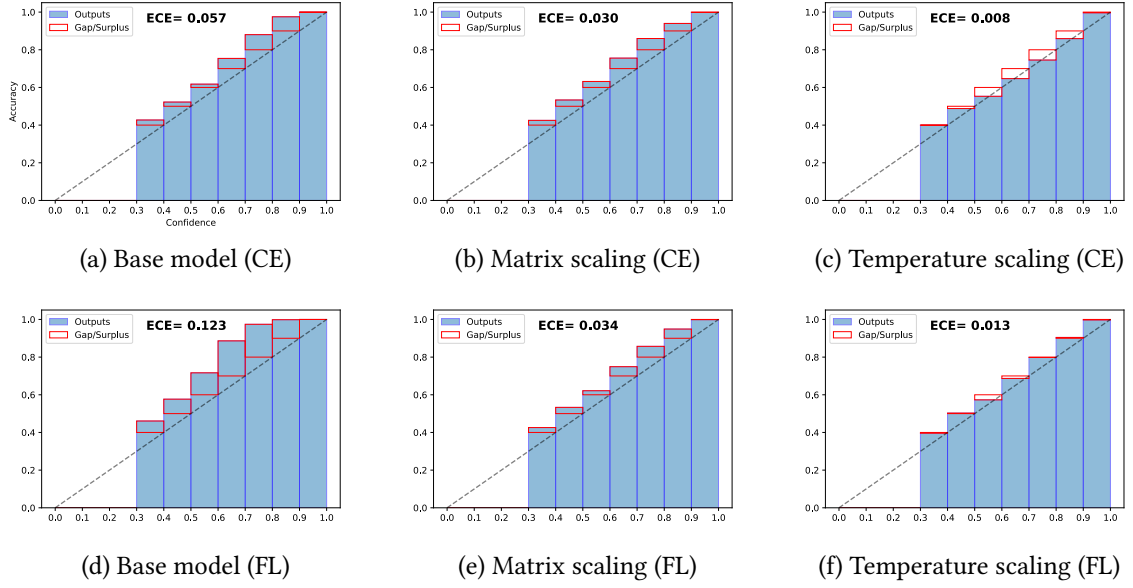 Outputs
Gap/Surplus
ECE= 0.057
1.0
0.8
0.6
0.4
0.2
0.0
Accuracy
0.0 0.1 0.2 0.3 0.4 0.5 0.6 0.7 0.8 0.9 1.0
Confidence
(a) Base model (CE)
Outputs
Gap/Surplus
ECE= 0.030
1.0
0.8
0.6
0.4
0.2
0.0
0.0 0.1 0.2 0.3 0.4 0.5 0.6 0.7 0.8 0.9 1.0
(b) Matrix scaling (CE)
Outputs
Gap/Surplus
ECE= 0.008
1.0
0.8
0.6
0.4
0.2
0.0
0.0 0.1 0.2 0.3 0.4 0.5 0.6 0.7 0.8 0.9 1.0
(c) Temperature scaling (CE)
Outputs
Gap/Surplus
ECE= 0.123
1.0
0.8
0.6
0.4
0.2
0.0
0.0 0.1 0.2 0.3 0.4 0.5 0.6 0.7 0.8 0.9 1.0
(d) Base model (FL)
Outputs
Gap/Surplus
ECE= 0.034
1.0
0.8
0.6
0.4
0.2
0.0
0.0 0.1 0.2 0.3 0.4 0.5 0.6 0.7 0.8 0.9 1.0
(e) Matrix scaling (FL)
Outputs
Gap/Surplus
ECE= 0.013
1.0
0.8
0.6
0.4
0.2
0.0
0.0 0.1 0.2 0.3 0.4 0.5 0.6 0.7 0.8 0.9 1.0
(f) Temperature scaling (FL)